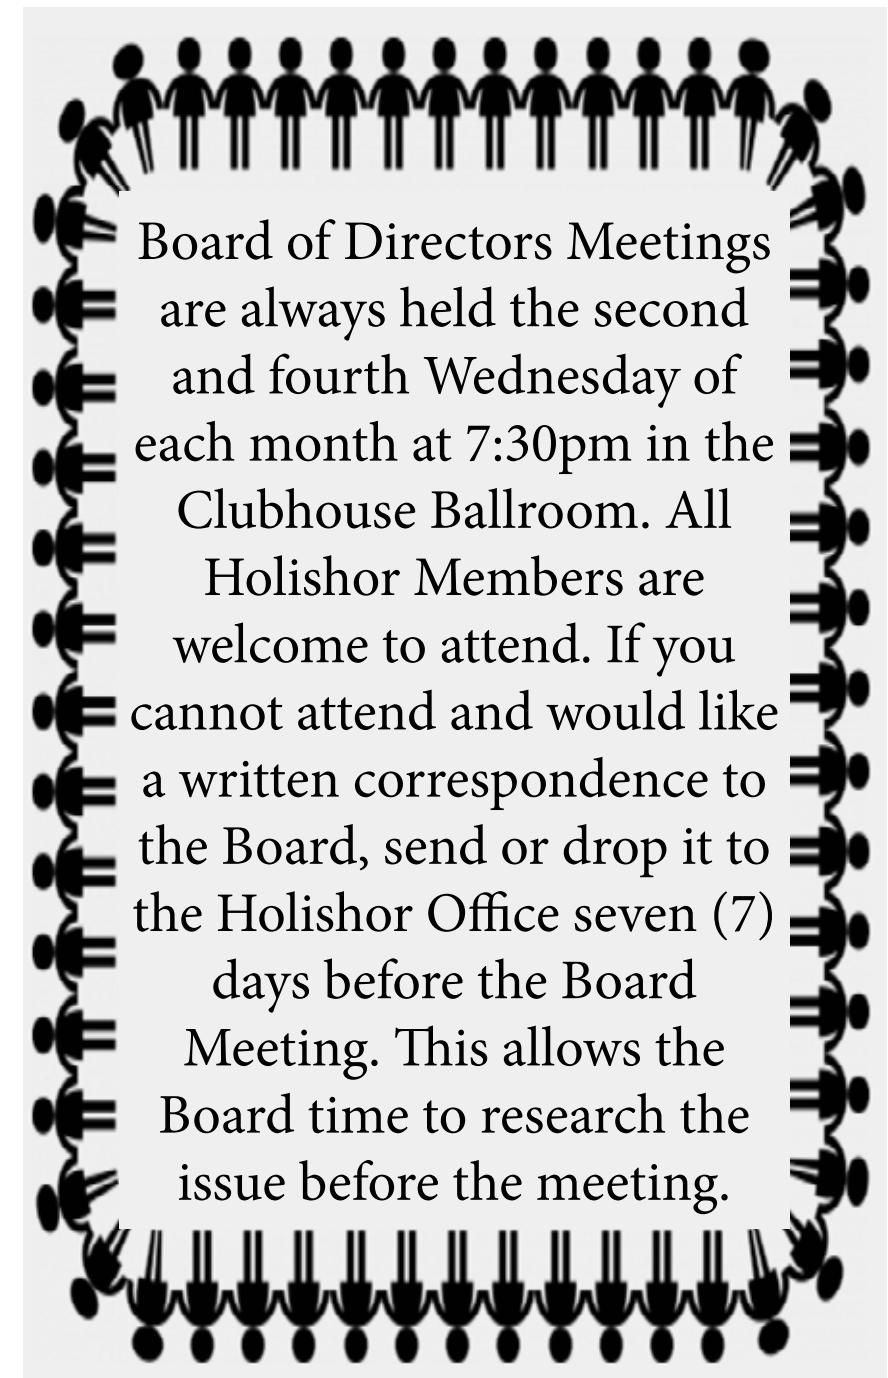 Board of Directors Meetings
are always held the second
and fourth Wednesday of
each month at 7:30pm in the
Clubhouse Ballroom. All
Holishor Members are
welcome to attend. If you
cannot attend and would like
a written correspondence to
the Board, send or drop it to
the Holishor Office seven (7)
days before the Board
Meeting. This allows the
Board time to research the
issue before the meeting.